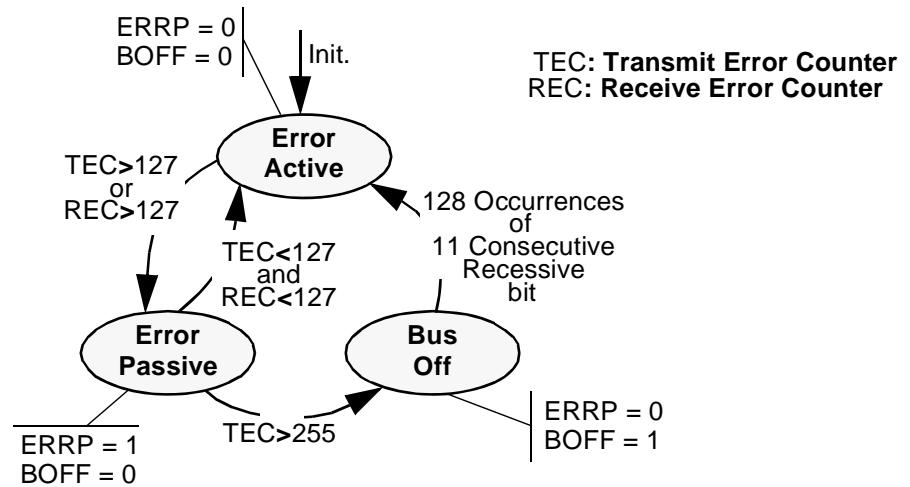 ERRP = 0
BOFF = 0
Init.
TEC: Transmit Error Counter
REC: Receive Error Counter
Error
Active
TEC>127
or
REC>127
TEC<127
and
REC<127
128 Occurrences
of
11 Consecutive
Recessive
bit
Error
Passive
Bus
Off
TEC>255
ERRP = 1
BOFF = 0
ERRP = 0
BOFF = 1